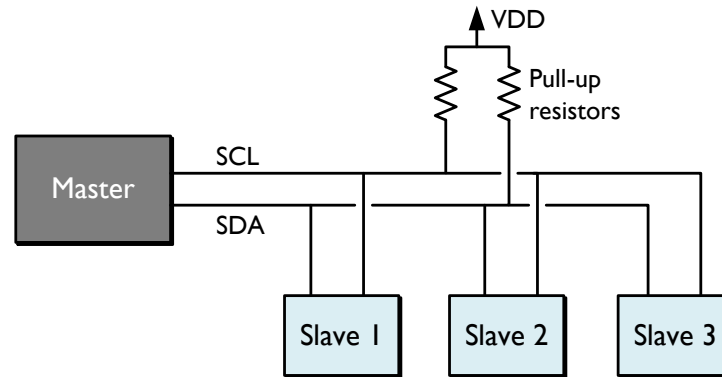 VDD
Pull-up
resistors
SCL
Master
SDA
Slave 1
Slave 2
Slave 3